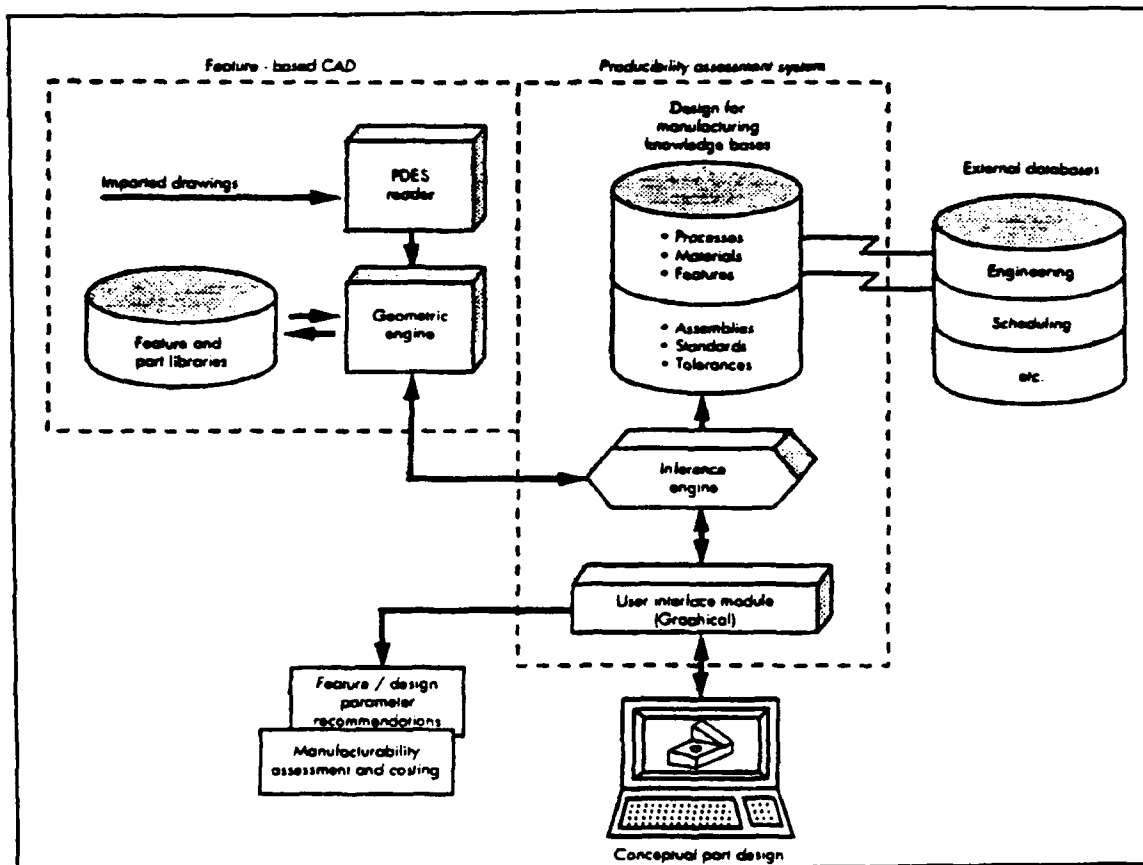 Feature - based CAD
Producibility assessment system
Imported drawings
PDES
reader
Geometric
engine
Feature and
part libraries
Design for
manufacturing
knowledge bases
• Processes
• Materials
• Features
• Assemblies
• Standards
• Tolerances
External databases
Engineering
Scheduling
etc.
Inference
engine
User interface module
(Graphical)
Feature / design
parameter
recommendations
Manufacturability
assessment and costing
Conceptual part design